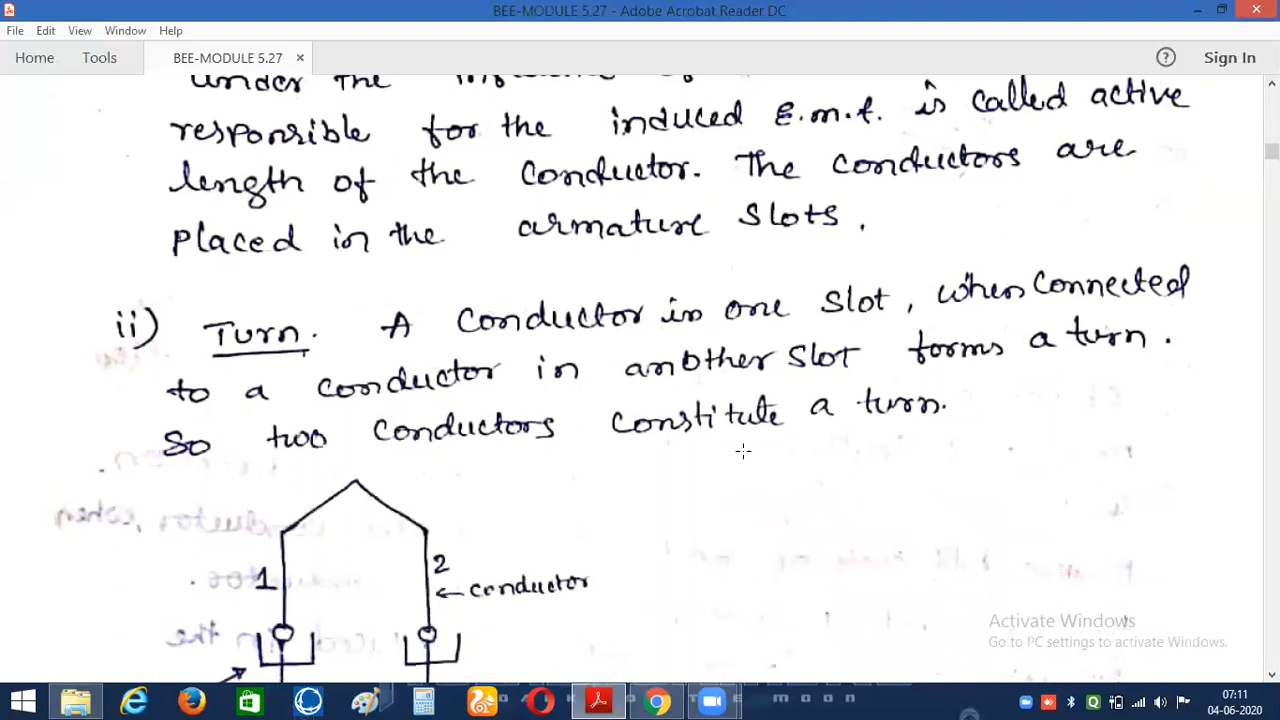 BEE-MODULE 5.27 - Adobe Acrobat Reader DC
File Edit View Window Help
Home Tools BEE-MODULE 5.27 × ? Sign In
under the
responsible for the induced E.m.f. is called active
length of the conductor. The conductors are
placed in the armature slots.
ii) Turn. A conductor in one slot, when connected
to a conductor in another slot forms a turn.
So two conductors constitute a turn.
1 2
← conductor
Activate Windows
Go to PC settings to activate Windows.
07:11
04-06-2020